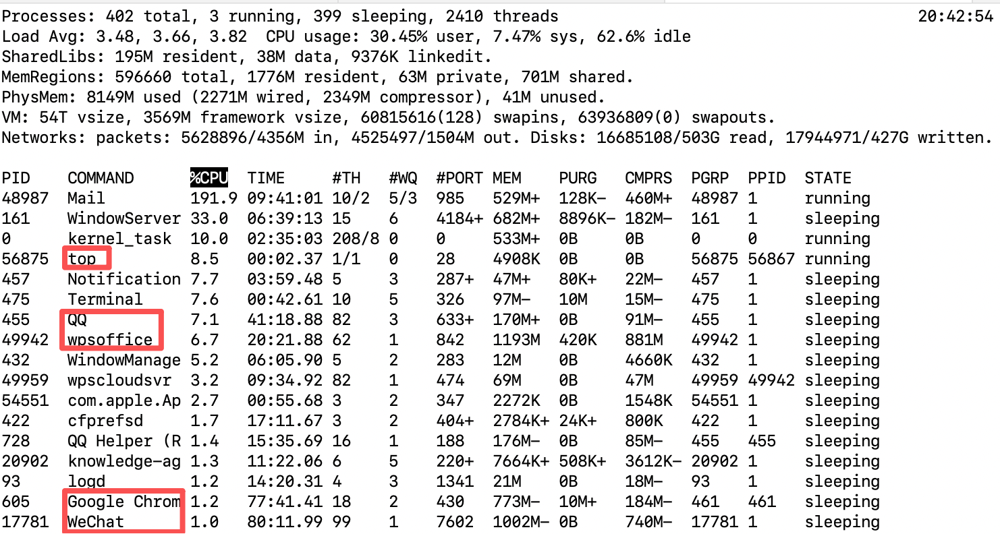 Processes: 402 total, 3 running, 399 sleeping, 2410 threads 20:42:54
Load Avg: 3.48, 3.66, 3.82 CPU usage: 30.45% user, 7.47% sys, 62.6% idle
SharedLibs: 195M resident, 38M data, 9376K linkedit.
MemRegions: 596660 total, 1776M resident, 63M private, 701M shared.
PhysMem: 8149M used (2271M wired, 2349M compressor), 41M unused.
VM: 54T vsize, 3569M framework vsize, 60815616(128) swapins, 63936809(0) swapouts.
Networks: packets: 5628896/4356M in, 4525497/1504M out. Disks: 16685108/503G read, 17944971/427G written.
PID COMMAND %CPU TIME #TH #WQ #PORT MEM PURG CMPRS PGRP PPID STATE
48987 Mail 191.9 09:41:01 10/2 5/3 985 529M+ 128K- 460M+ 48987 1 running
161 WindowServer 33.0 06:39:13 15 6 4184+ 682M+ 8896K- 182M- 161 1 sleeping
0 kernel_task 10.0 02:35:03 208/8 0 0 533M+ 0B 0B 0 0 running
56875 top 8.5 00:02.37 1/1 0 28 4908K 0B 0B 56875 56867 running
457 Notification 7.7 03:59.48 5 3 287+ 47M+ 80K+ 22M- 457 1 sleeping
475 Terminal 7.6 00:42.61 10 5 326 97M- 10M 15M- 475 1 sleeping
455 QQ 7.1 41:18.88 82 3 633+ 170M+ 0B 91M- 455 1 sleeping
49942 wpsoffice 6.7 20:21.88 62 1 842 1193M 420K 881M 49942 1 sleeping
432 WindowManage 5.2 06:05.90 5 2 283 12M 0B 4660K 432 1 sleeping
49959 wpscloudsvr 3.2 09:34.92 82 1 474 69M 0B 47M 49959 49942 sleeping
54551 com.apple.Ap 2.7 00:55.68 3 2 347 2272K 0B 1548K 54551 1 sleeping
422 cfprefsd 1.7 17:11.67 3 2 404+ 2784K+ 24K+ 800K 422 1 sleeping
728 QQ Helper (R 1.4 15:35.69 16 1 188 176M- 0B 85M- 455 455 sleeping
20902 knowledge-ag 1.3 11:22.06 6 5 220+ 7664K+ 508K+ 3612K- 20902 1 sleeping
93 logd 1.2 14:20.31 4 3 1341 21M 0B 18M- 93 1 sleeping
605 Google Chrom 1.2 77:41.41 18 2 430 773M- 10M+ 184M- 461 461 sleeping
17781 WeChat 1.0 80:11.99 99 1 7602 1002M- 0B 740M- 17781 1 sleeping